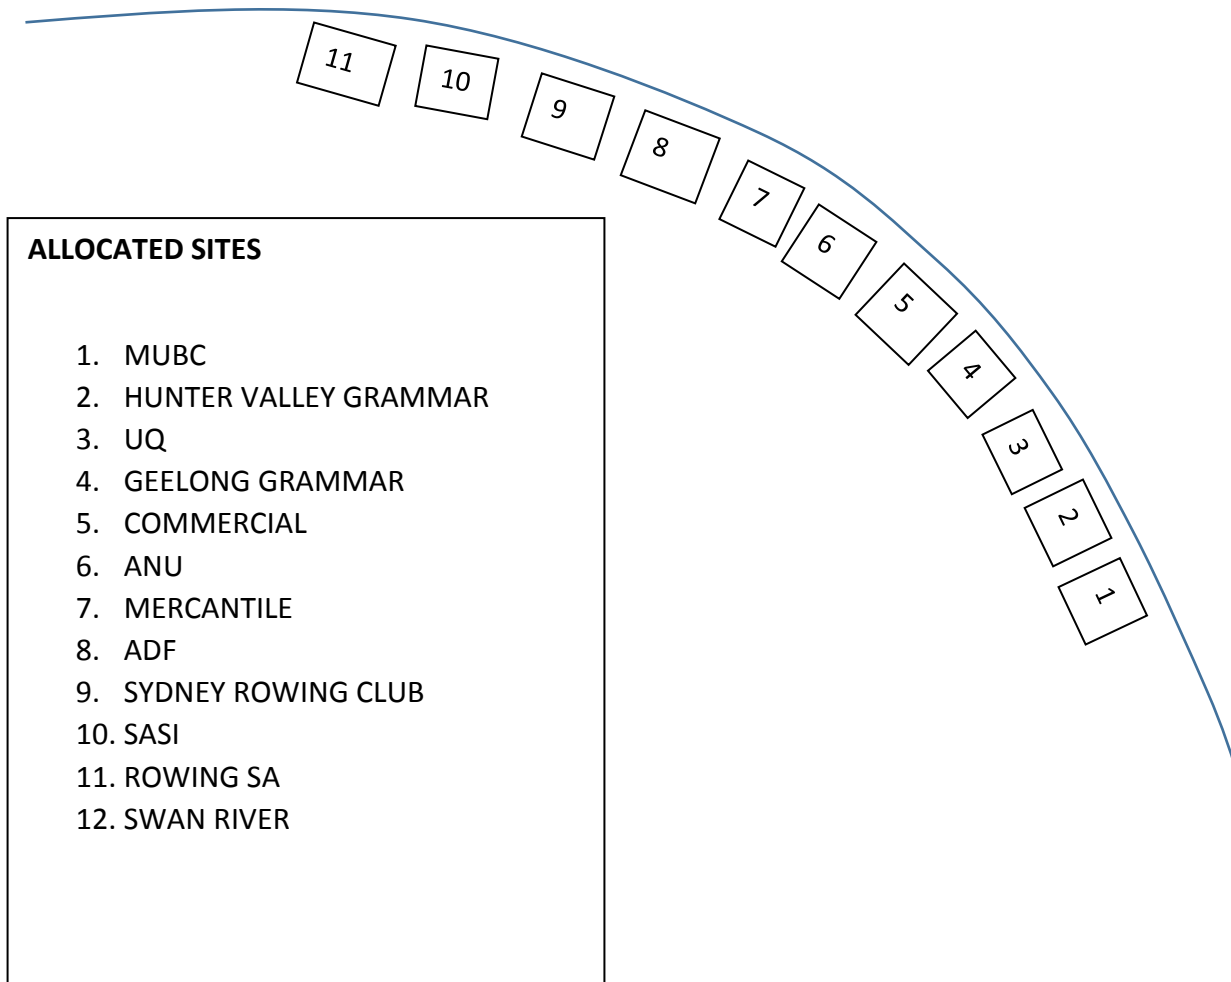 11
10
9
8
7
6
5
4
3
2
1
ALLOCATED SITES
1. MUBC
2. HUNTER VALLEY GRAMMAR
3. UQ
4. GEELONG GRAMMAR
5. COMMERCIAL
6. ANU
7. MERCANTILE
8. ADF
9. SYDNEY ROWING CLUB
10. SASI
11. ROWING SA
12. SWAN RIVER